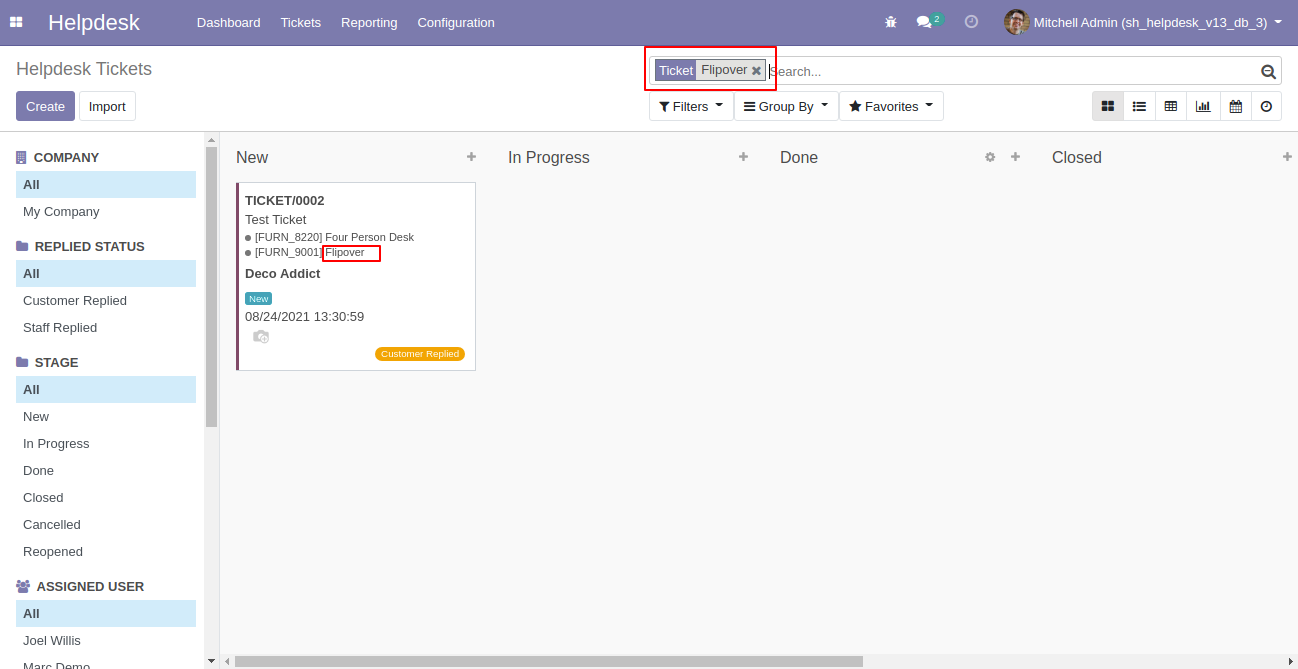 Helpdesk
Dashboard Tickets Reporting Configuration
2
Mitchell Admin (sh_helpdesk_v13_db_3)
Helpdesk Tickets
Ticket Flipover Search...
Create Import
Filters Group By Favorites
COMPANY
All
My Company
REPLIED STATUS
All
Customer Replied
Staff Replied
STAGE
All
New
In Progress
Done
Closed
Cancelled
Reopened
ASSIGNED USER
All
Joel Willis
Marc Demo
New
TICKET/0002
Test Ticket
[FURN_8220] Four Person Desk
[FURN_9001] Flipover
Deco Addict
New
08/24/2021 13:30:59
Customer Replied
In Progress
Done
Closed